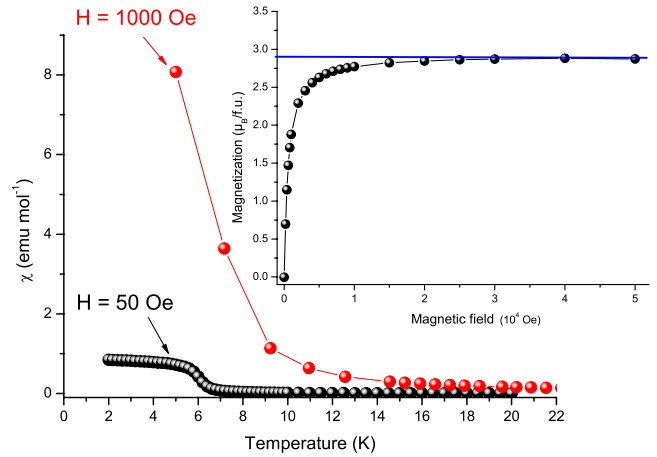 H = 1000 Oe
H = 50 Oe
χ (emu mol⁻¹)
8
6
4
2
0
0 2 4 6 8 10 12 14 16 18 20 22
Temperature (K)
Magnetization (μB/f.u.)
3.5
3.0
2.5
2.0
1.5
1.0
0.5
0.0
0 1 2 3 4 5
Magnetic field (10⁴ Oe)